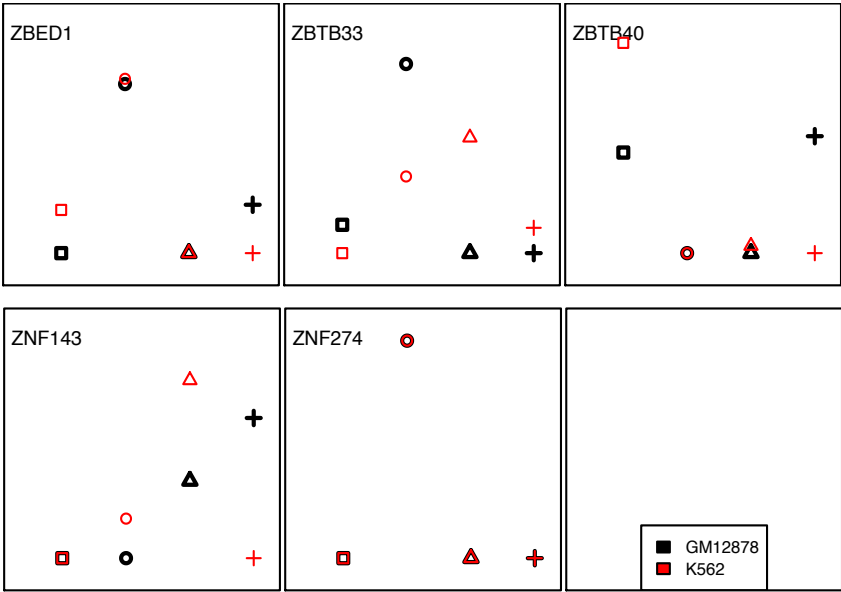 ZBED1
ZBTB33
ZBTB40
ZNF143
ZNF274
GM12878
K562